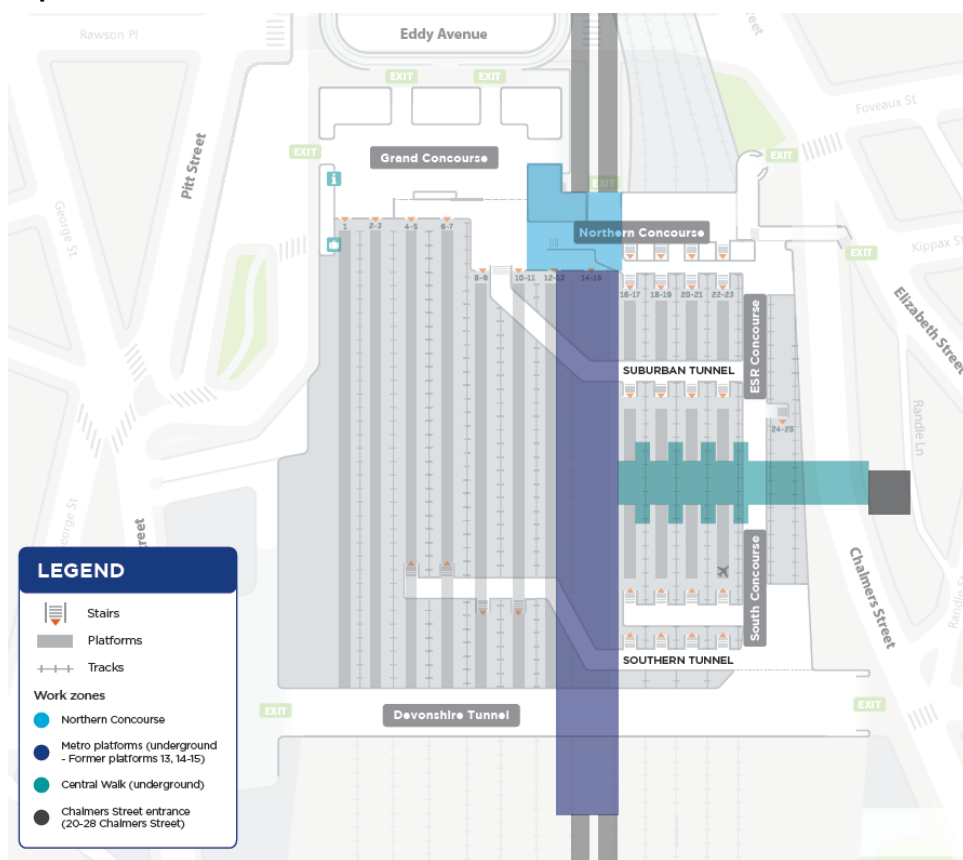 Rawson Pl
Eddy Avenue
EXIT
EXIT
Foveaux St
Pitt Street
EXIT
Grand Concourse
EXIT
EXIT
George St
1
2-3
4-5
6-7
Northern Concourse
Kippax St
EXIT
8-9
10-11
12-13
14-15
16-17
18-19
20-21
22-23
Elizabeth Street
ESR Concourse
SUBURBAN TUNNEL
Randle Ln
24-25
George St
Street
South Concourse
Chalmers Street
Randle
SOUTHERN TUNNEL
EXIT
Devonshire Tunnel
EXIT
LEGEND
Stairs
Platforms
Tracks
Work zones
Northern Concourse
Metro platforms (underground
- Former platforms 13, 14-15)
Central Walk (underground)
Chalmers Street entrance
(20-28 Chalmers Street)